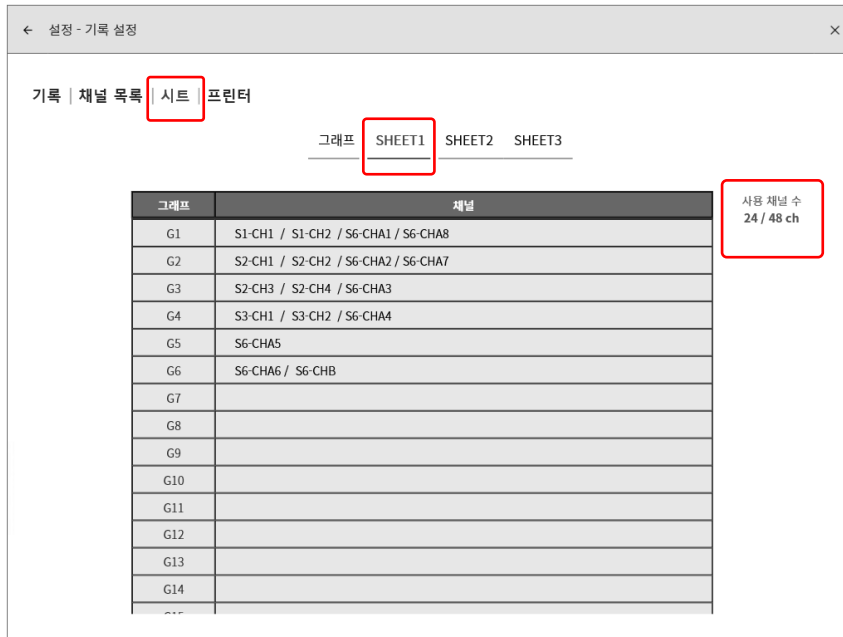 ← 설정 - 기록 설정 ×
기록 | 채널 목록 | 시트 | 프린터
그래프 SHEET1 SHEET2 SHEET3
사용 채널 수
24 / 48 ch
그래프 채널
G1 S1-CH1 / S1-CH2 / S6-CHA1 / S6-CHA8
G2 S2-CH1 / S2-CH2 / S6-CHA2 / S6-CHA7
G3 S2-CH3 / S2-CH4 / S6-CHA3
G4 S3-CH1 / S3-CH2 / S6-CHA4
G5 S6-CHA5
G6 S6-CHA6 / S6-CHB
G7
G8
G9
G10
G11
G12
G13
G14